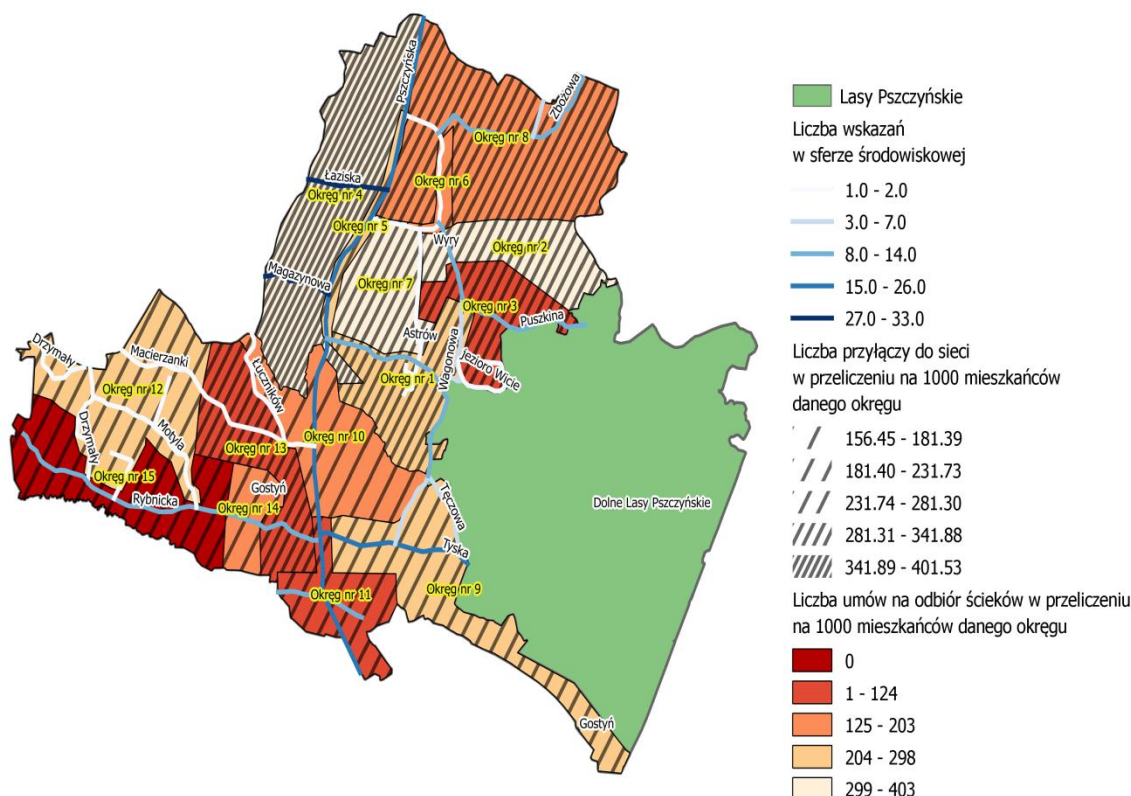 Pszczyńska
Zbożowa
Okręg nr 8
Łaziska
Okręg nr 4
Okręg nr 6
Okręg nr 5
Wyry
Okręg nr 2
Magazynowa
Okręg nr 7
Okręg nr 3
Puszkina
Astrów
Drzymały
Macierzanki
Łuczników
Wagonowa
Jezioro Wicie
Okręg nr 1
Okręg nr 12
Motyla
Drzymały
Okręg nr 13
Okręg nr 10
Okręg nr 15
Gostyń
Rybnicka
Okręg nr 14
Tęczowa
Dolne Lasy Pszczyńskie
Tyska
Okręg nr 9
Okręg nr 11
Gostyń
Lasy Pszczyńskie
Liczba wskazań
w sferze środowiskowej
1.0 - 2.0
3.0 - 7.0
8.0 - 14.0
15.0 - 26.0
27.0 - 33.0
Liczba przyłączy do sieci
w przeliczeniu na 1000 mieszkańców
danego okręgu
156.45 - 181.39
181.40 - 231.73
231.74 - 281.30
281.31 - 341.88
341.89 - 401.53
Liczba umów na odbiór ścieków w przeliczeniu
na 1000 mieszkańców danego okręgu
0
1 - 124
125 - 203
204 - 298
299 - 403